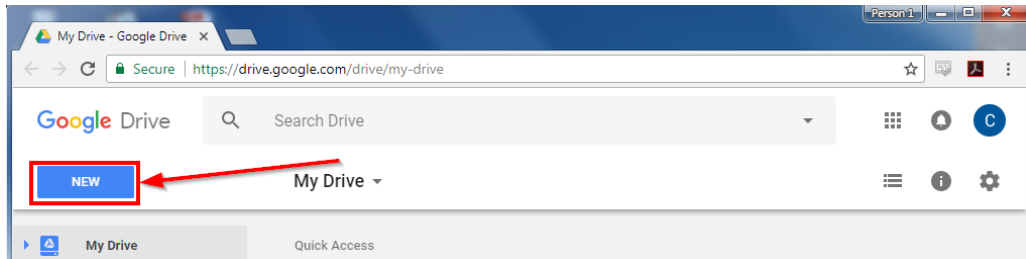 Person 1
My Drive - Google Drive
Secure | https://drive.google.com/drive/my-drive
Google Drive Search Drive C
NEW My Drive
My Drive Quick Access